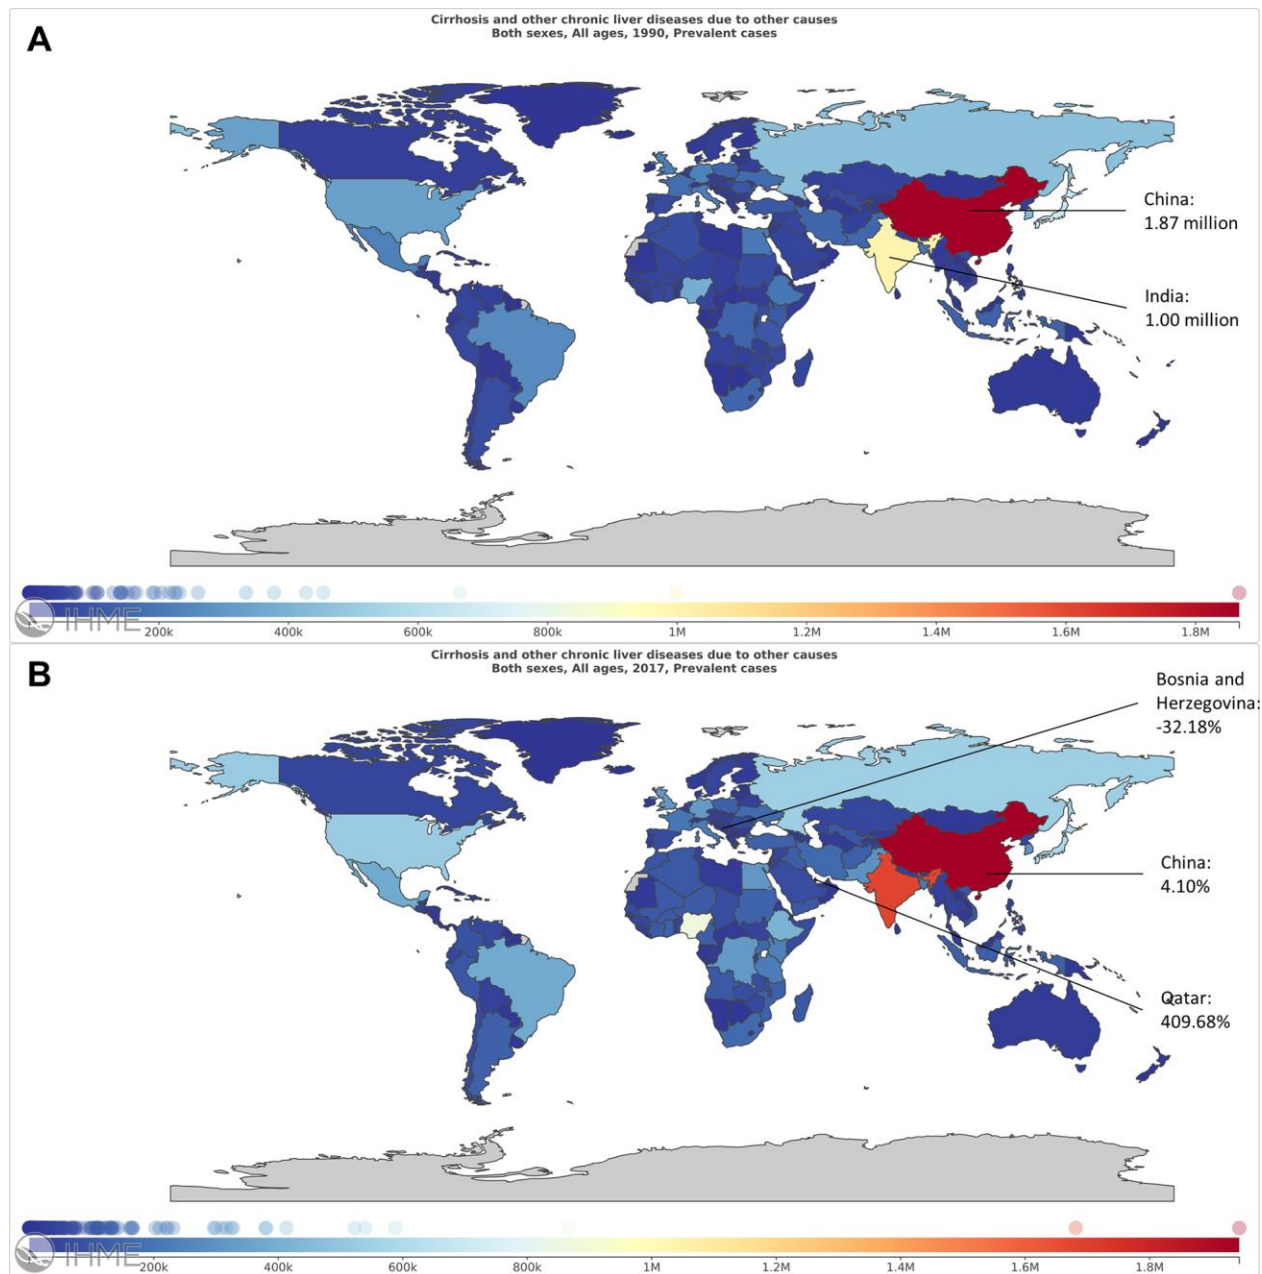 A
Cirrhosis and other chronic liver diseases due to other causes
Both sexes, All ages, 1990, Prevalent cases
China:
1.87 million
India:
1.00 million
IHME
200k 400k 600k 800k 1M 1.2M 1.4M 1.6M 1.8M
B
Cirrhosis and other chronic liver diseases due to other causes
Both sexes, All ages, 2017, Prevalent cases
Bosnia and
Herzegovina:
-32.18%
China:
4.10%
Qatar:
409.68%
IHME
200k 400k 600k 800k 1M 1.2M 1.4M 1.6M 1.8M